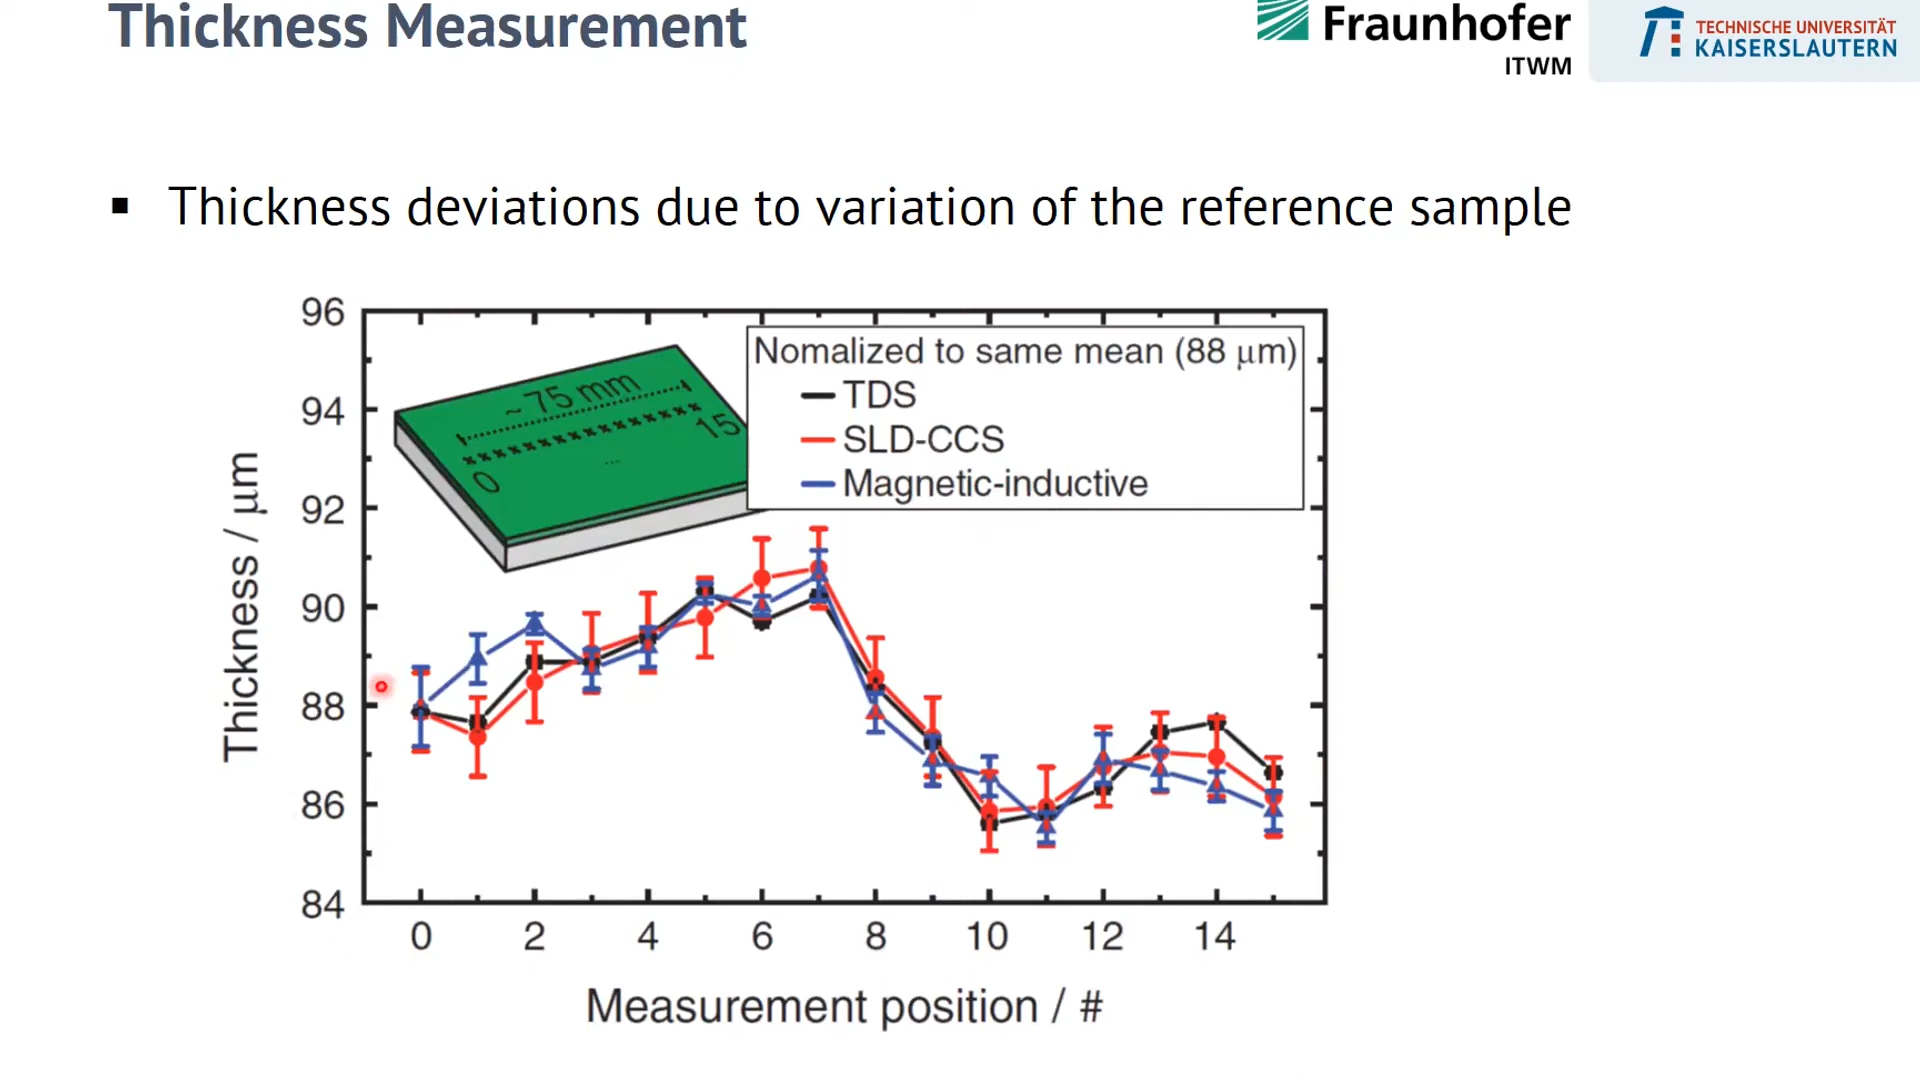 Thickness Measurement
Fraunhofer
ITWM
TECHNISCHE UNIVERSITÄT
KAISERSLAUTERN
▪ Thickness deviations due to variation of the reference sample
96
94
92
90
88
86
84
Thickness / µm
~ 75 mm
0
...
15
Nomalized to same mean (88 µm)
TDS
SLD-CCS
Magnetic-inductive
0 2 4 6 8 10 12 14
Measurement position / #